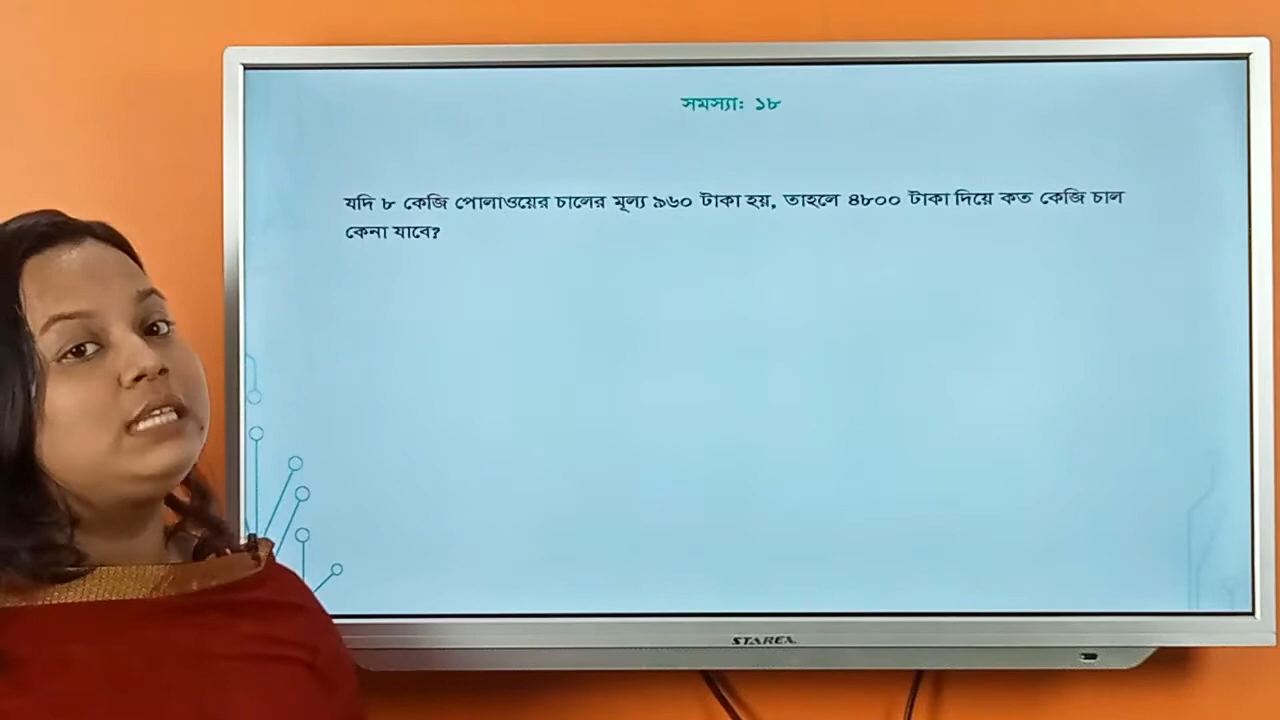 সমস্যা: ১৮
যদি ৮ কেজি পোলাওয়ের চালের মূল্য ৯৬০ টাকা হয়, তাহলে ৪৮০০ টাকা দিয়ে কত কেজি চাল
কেনা যাবে?
STAREX